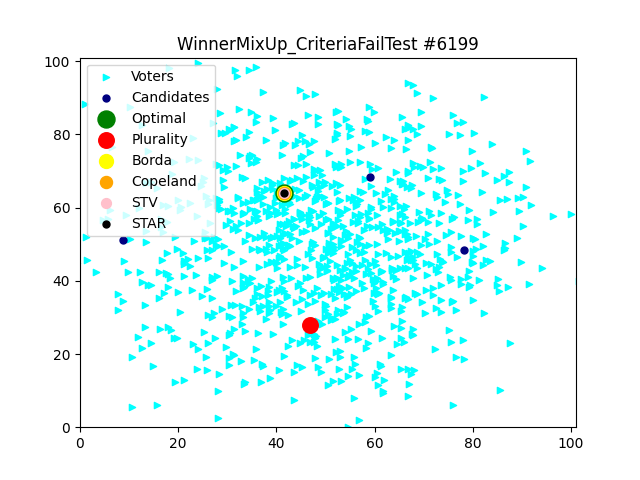 WinnerMixUp_CriteriaFailTest #6199
100
80
60
40
20
0
Voters
Candidates
Optimal
Plurality
Borda
Copeland
STV
STAR
0 20 40 60 80 100